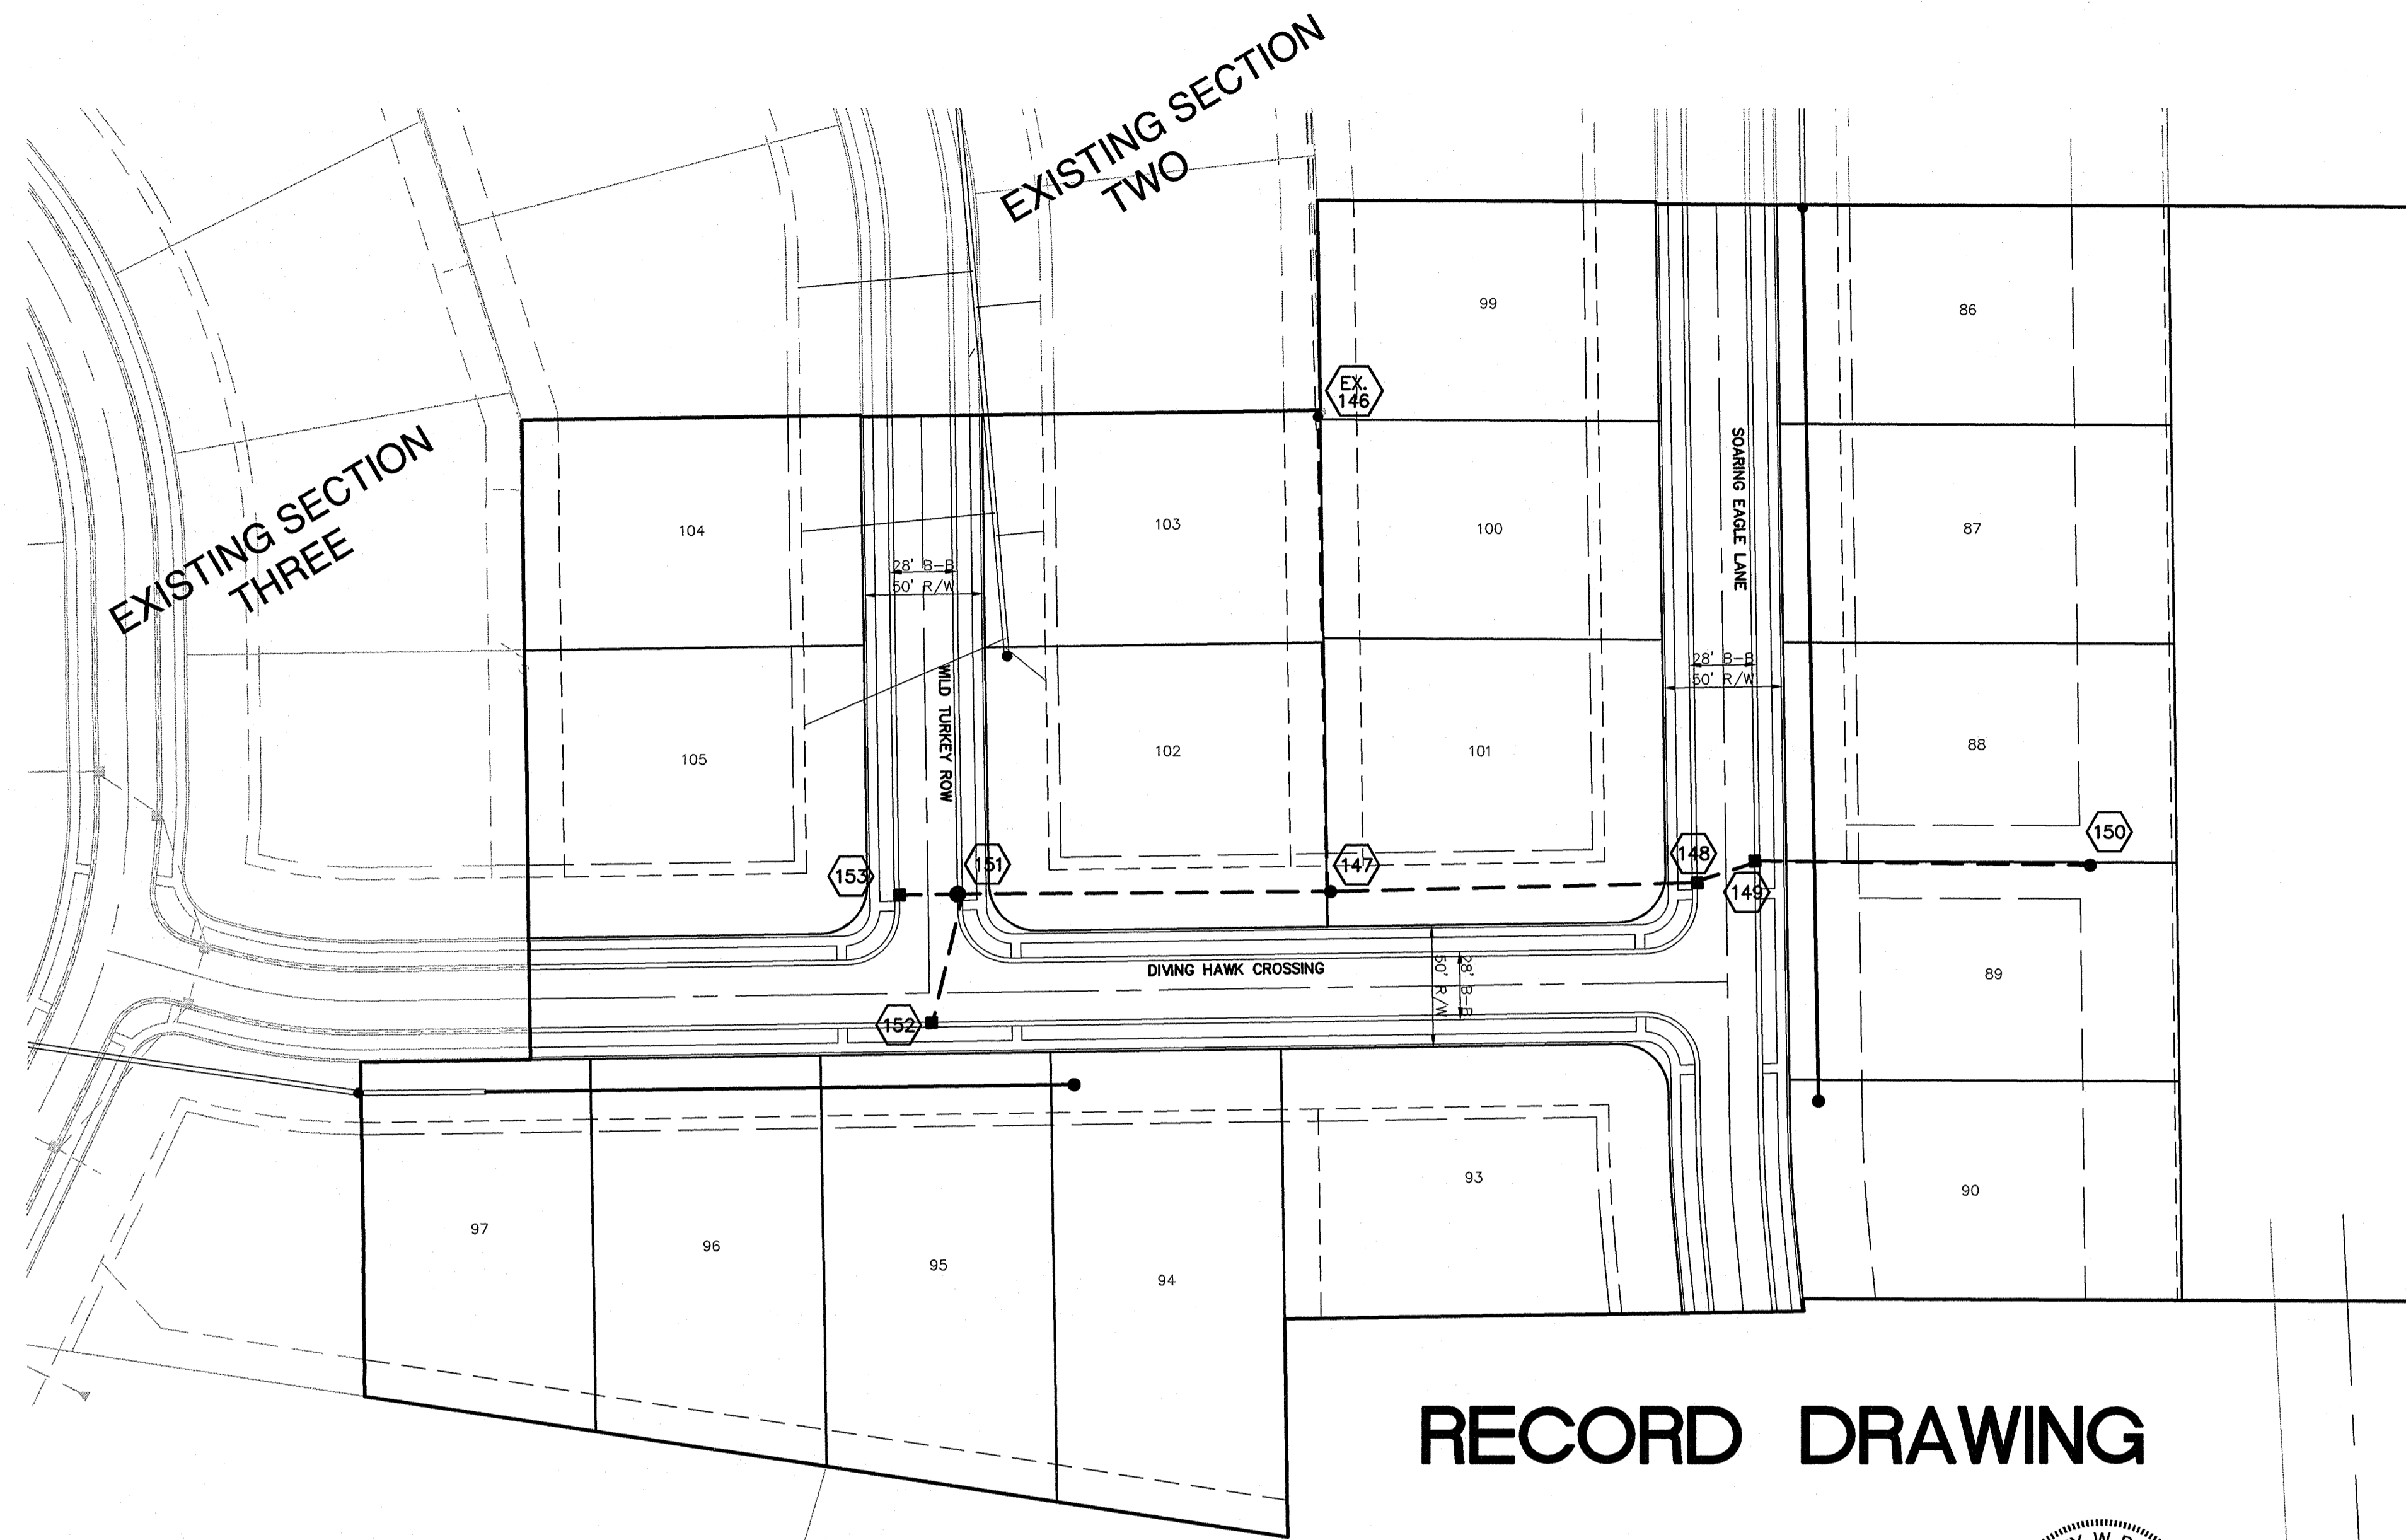 EXISTING SECTION
TWO
EXISTING SECTION
THREE
99
86
EX.
146
SOARING EAGLE LANE
104
103
100
87
28' B-B
50' R/W
WILD TURKEY ROW
28' B-B
50' R/W
105
102
101
88
150
153
151
147
148
149
DIVING HAWK CROSSING
50' R/W
28' B-B
89
152
97
96
95
94
93
90
RECORD DRAWING